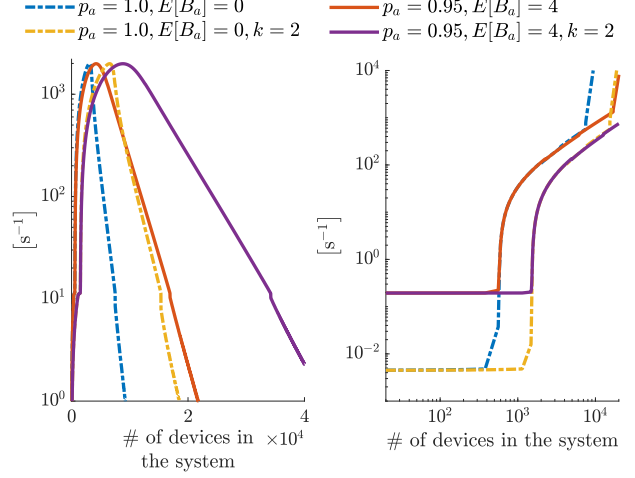 p_a = 1.0, E[B_a] = 0
p_a = 1.0, E[B_a] = 0, k = 2
p_a = 0.95, E[B_a] = 4
p_a = 0.95, E[B_a] = 4, k = 2
[s^{-1}]
10^3
10^2
10^1
10^0
0
2
4
×10^4
# of devices in
the system
[s^{-1}]
10^4
10^2
10^0
10^{-2}
10^2
10^3
10^4
# of devices in the system